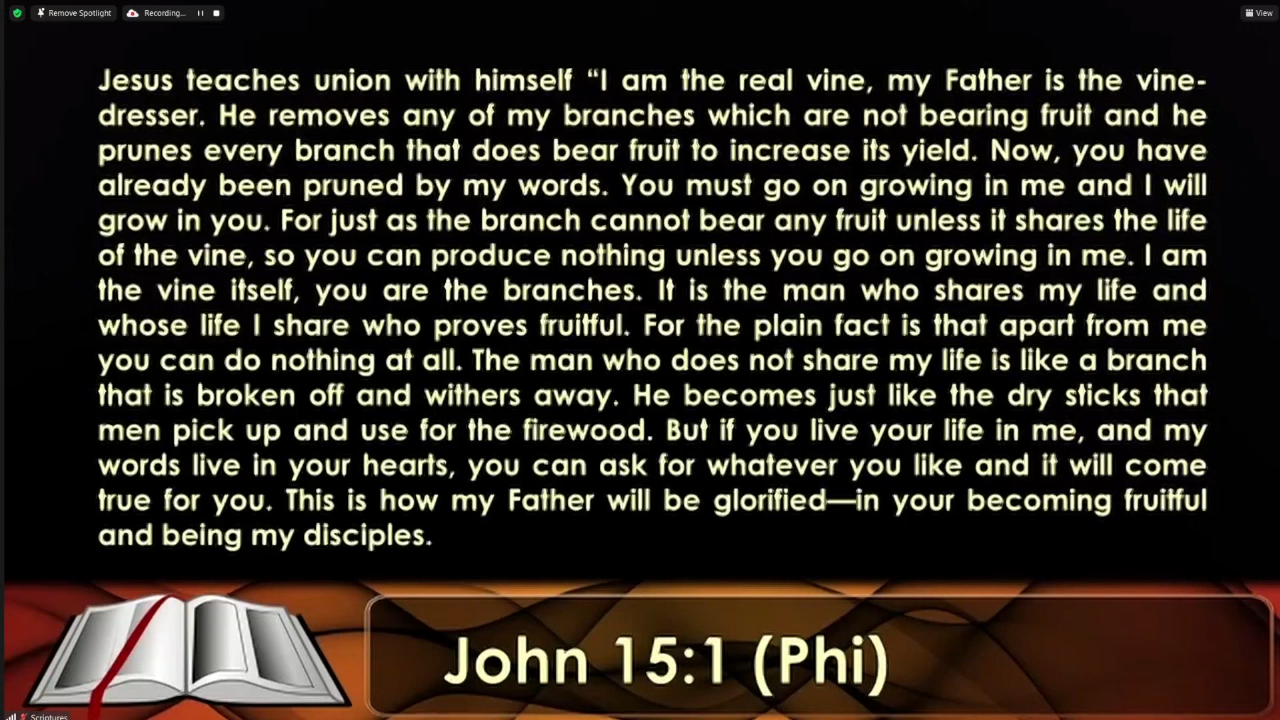 Remove Spotlight
Recording...
View
Jesus teaches union with himself “I am the real vine, my Father is the vine-
dresser. He removes any of my branches which are not bearing fruit and he
prunes every branch that does bear fruit to increase its yield. Now, you have
already been pruned by my words. You must go on growing in me and I will
grow in you. For just as the branch cannot bear any fruit unless it shares the life
of the vine, so you can produce nothing unless you go on growing in me. I am
the vine itself, you are the branches. It is the man who shares my life and
whose life I share who proves fruitful. For the plain fact is that apart from me
you can do nothing at all. The man who does not share my life is like a branch
that is broken off and withers away. He becomes just like the dry sticks that
men pick up and use for the firewood. But if you live your life in me, and my
words live in your hearts, you can ask for whatever you like and it will come
true for you. This is how my Father will be glorified—in your becoming fruitful
and being my disciples.
John 15:1 (Phi)
Scriptures